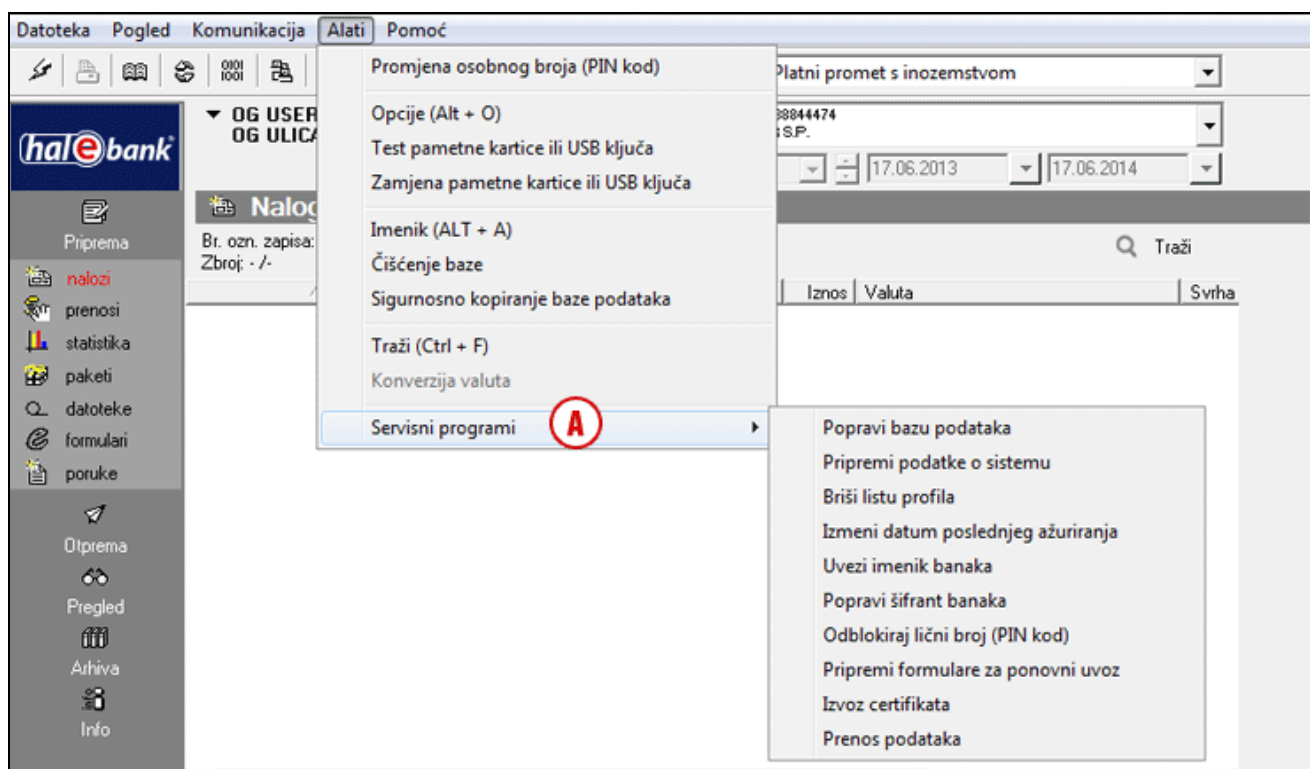 Datoteka Pogled Komunikacija Alati Pomoć
Platni promet s inozemstvom
halebank
OG USER
OG ULICA
88844474
S.P.
17.06.2013 17.06.2014
Nalog
Br. ozn. zapisa:
Zbroj: - /-
Traži
Iznos Valuta Svrha
Priprema
nalozi
prenosi
statistika
paketi
datoteke
formulari
poruke
Otprema
Pregled
Arhiva
Info
Promjena osobnog broja (PIN kod)
Opcije (Alt + O)
Test pametne kartice ili USB ključa
Zamjena pametne kartice ili USB ključa
Imenik (ALT + A)
Čišćenje baze
Sigurnosno kopiranje baze podataka
Traži (Ctrl + F)
Konverzija valuta
Servisni programi A
Popravi bazu podataka
Pripremi podatke o sistemu
Briši listu profila
Izmeni datum poslednjeg ažuriranja
Uvezi imenik banaka
Popravi šifrant banaka
Odblokiraj lični broj (PIN kod)
Pripremi formulare za ponovni uvoz
Izvoz certifikata
Prenos podataka